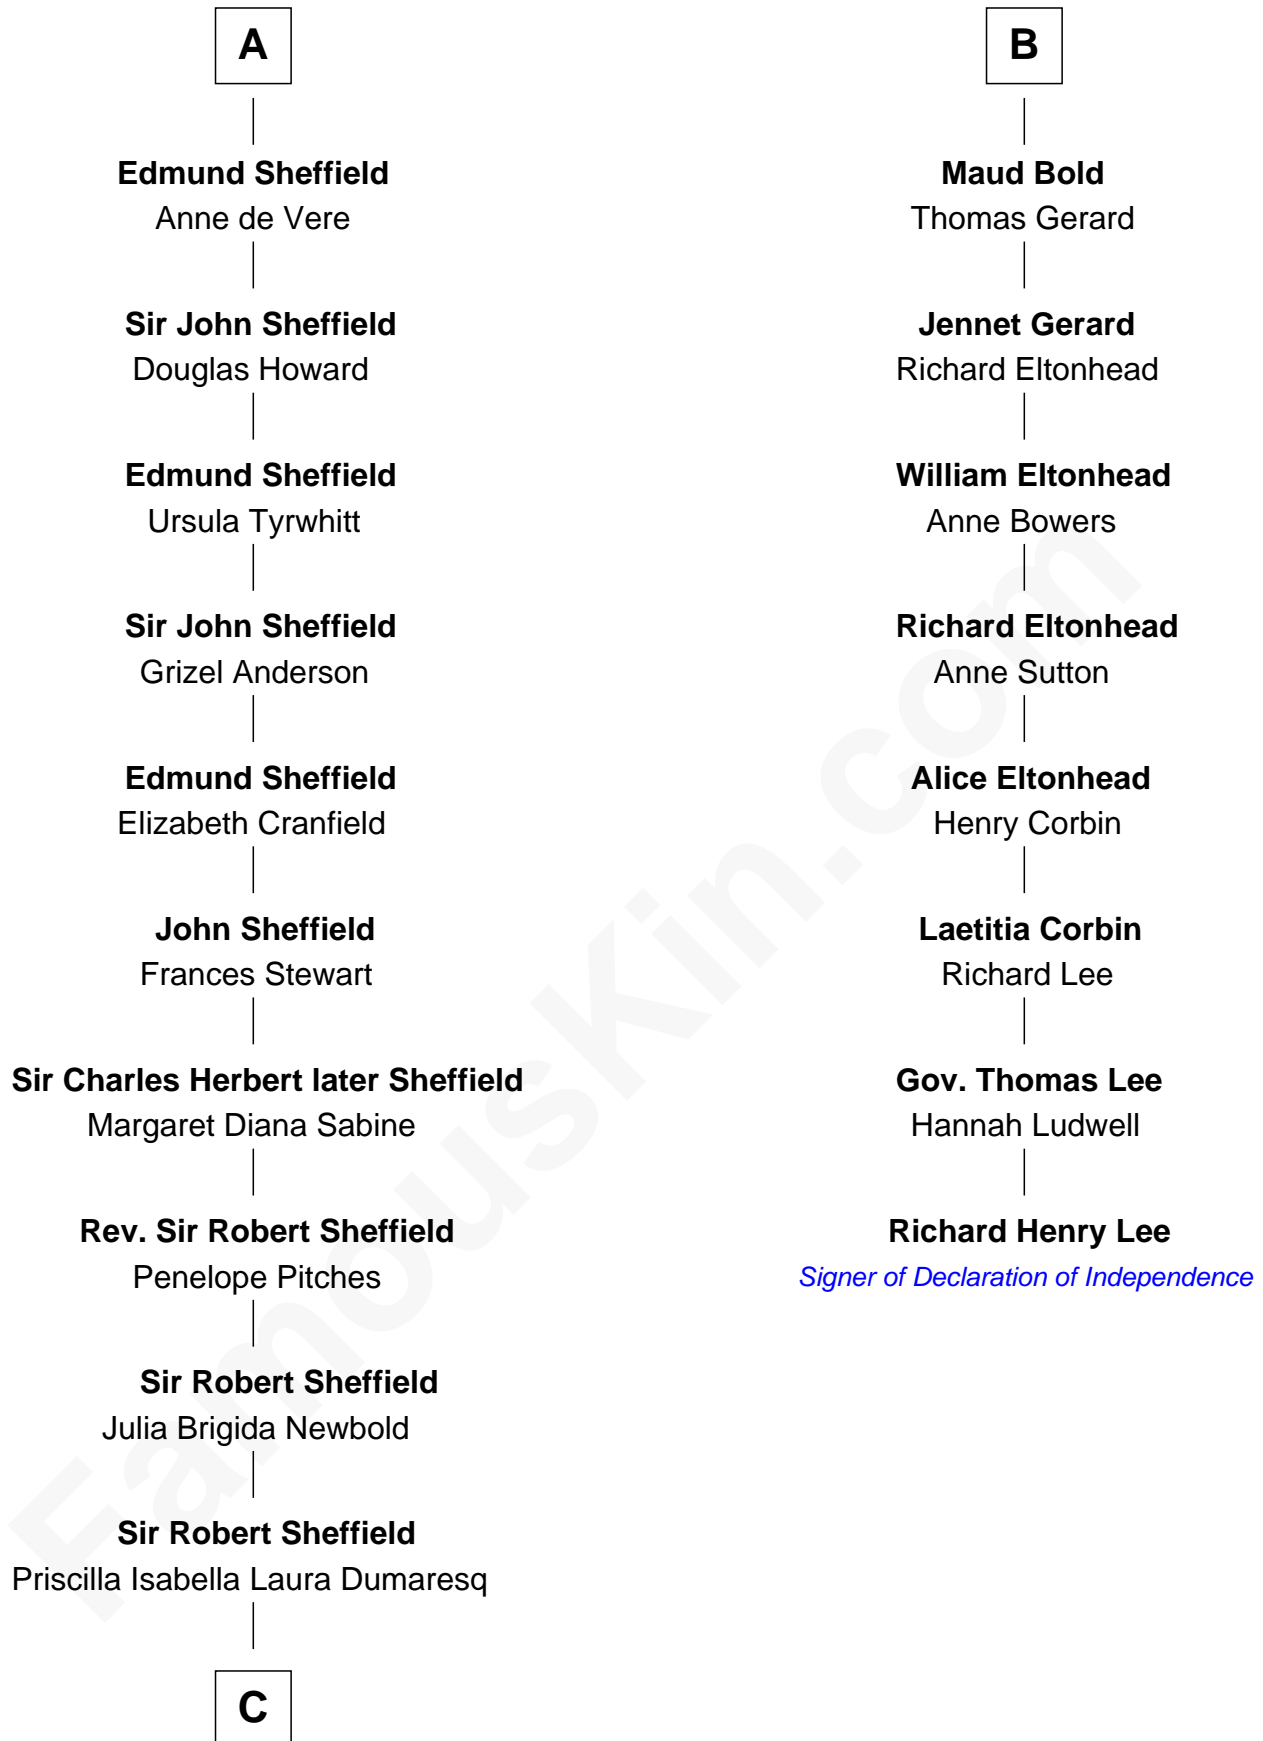 A
Edmund Sheffield
Anne de Vere
Sir John Sheffield
Douglas Howard
Edmund Sheffield
Ursula Tyrwhitt
Sir John Sheffield
Grizel Anderson
Edmund Sheffield
Elizabeth Cranfield
John Sheffield
Frances Stewart
Sir Charles Herbert later Sheffield
Margaret Diana Sabine
Rev. Sir Robert Sheffield
Penelope Pitches
Sir Robert Sheffield
Julia Brigida Newbold
Sir Robert Sheffield
Priscilla Isabella Laura Dumaresq
C
B
Maud Bold
Thomas Gerard
Jennet Gerard
Richard Eltonhead
William Eltonhead
Anne Bowers
Richard Eltonhead
Anne Sutton
Alice Eltonhead
Henry Corbin
Laetitia Corbin
Richard Lee
Gov. Thomas Lee
Hannah Ludwell
Richard Henry Lee
Signer of Declaration of Independence
FamousKin.com